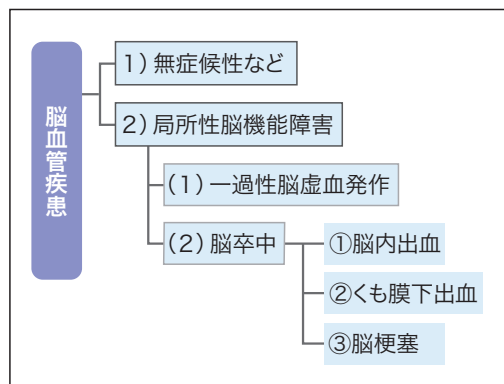 脳血管疾患
1）無症候性など
2）局所性脳機能障害
（1）一過性脳虚血発作
（2）脳卒中
①脳内出血
②くも膜下出血
③脳梗塞